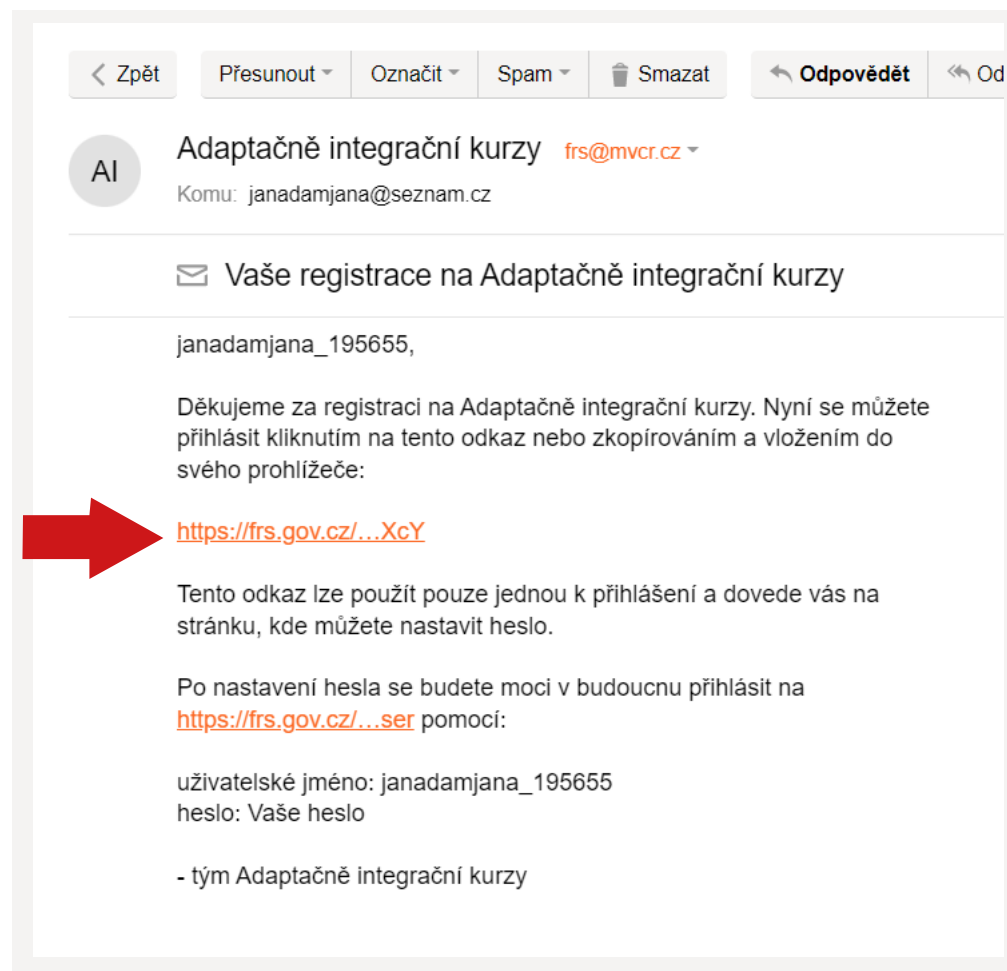 Zpět Přesunout Označit Spam Smazat Odpovědět Od
AI
Adaptačně integrační kurzy frs@mvcr.cz
Komu: janadamjana@seznam.cz
Vaše registrace na Adaptačně integrační kurzy
janadamjana_195655,
Děkujeme za registraci na Adaptačně integrační kurzy. Nyní se můžete
přihlásit kliknutím na tento odkaz nebo zkopírováním a vložením do
svého prohlížeče:
https://frs.gov.cz/...XcY
Tento odkaz lze použít pouze jednou k přihlášení a dovede vás na
stránku, kde můžete nastavit heslo.
Po nastavení hesla se budete moci v budoucnu přihlásit na
https://frs.gov.cz/...ser pomocí:
uživatelské jméno: janadamjana_195655
heslo: Vaše heslo
- tým Adaptačně integrační kurzy